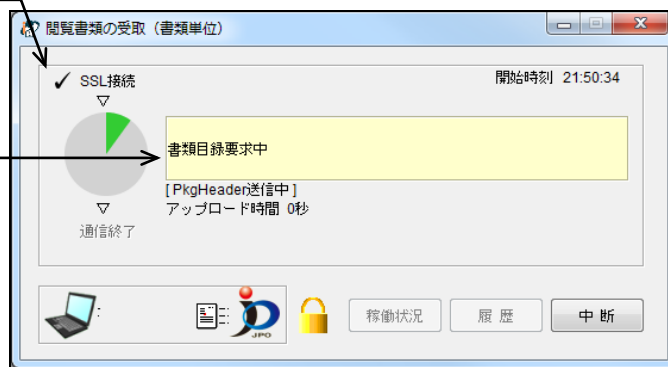 閲覧書類の受取（書類単位）
✓ SSL接続
開始時刻 21:50:34
▽
書類目録要求中
[ PkgHeader送信中 ]
▽
アップロード時間 0秒
通信終了
JPO
稼働状況
履 歴
中 断